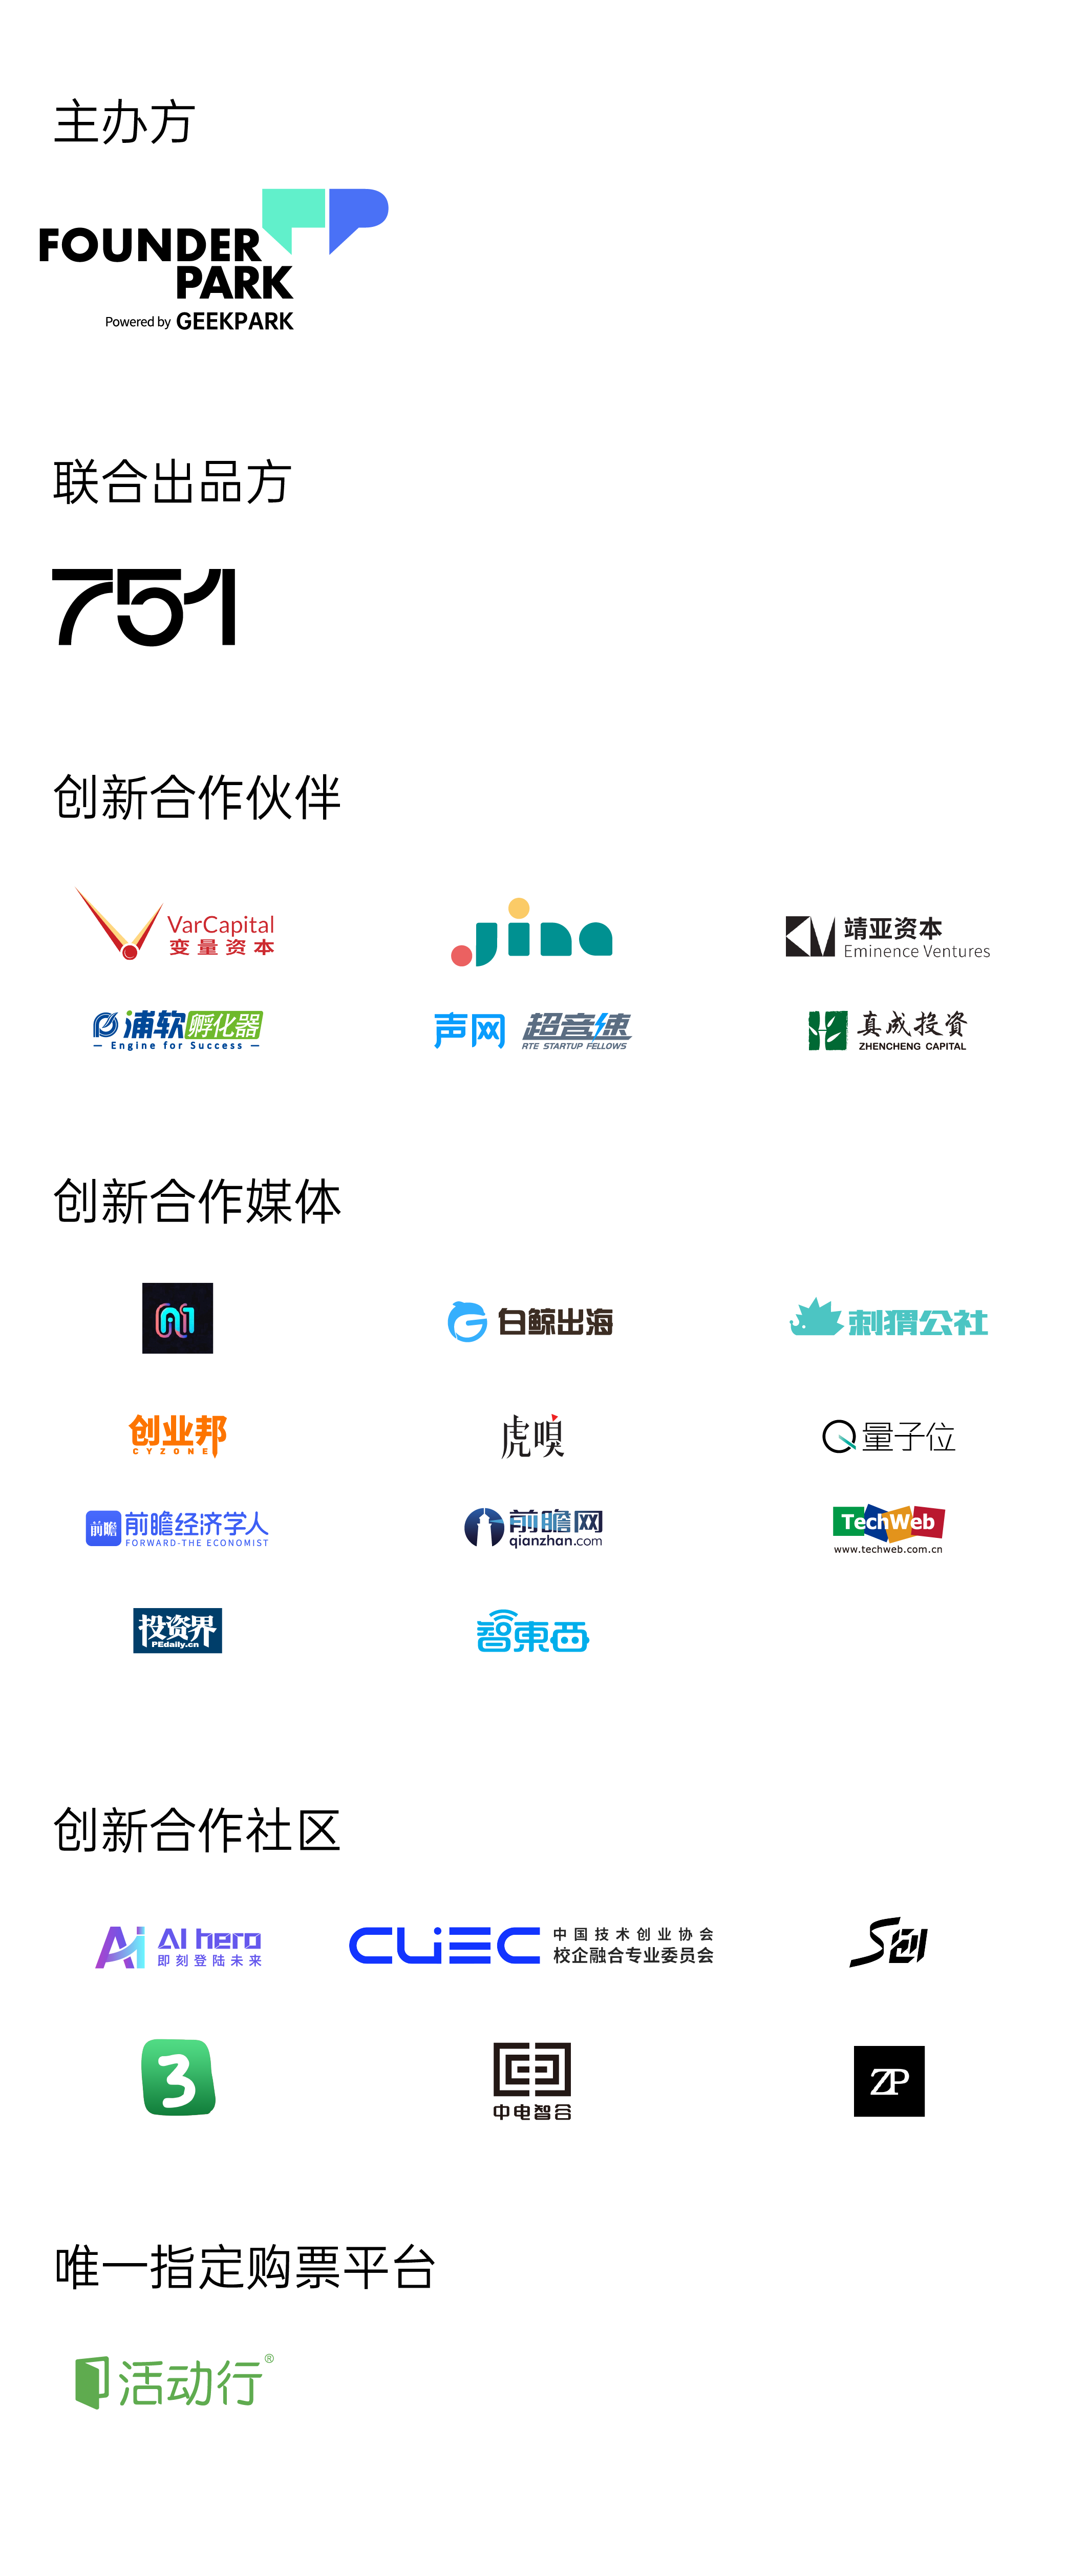 主办方
FOUNDER
PARK
Powered by GEEKPARK
联合出品方
751
创新合作伙伴
VarCapital
变量资本
jina
靖亚资本
Eminence Ventures
浦软孵化器
Engine for Success
声网 超音速
RTE STARTUP FELLOWS
真成投資
ZHENCHENG CAPITAL
创新合作媒体
白鲸出海
刺猬公社
创业邦
CYZONE
虎嗅
量子位
前瞻 前瞻经济学人
FORWARD-THE ECONOMIST
前瞻网
qianzhan.com
TechWeb
www.techweb.com.cn
投资界
PEdaily.cn
智東西
创新合作社区
AI AI hero
即刻登陆未来
CUEC 中国技术创业协会
校企融合专业委员会
S创
3
中电智谷
ZP
唯一指定购票平台
活动行®